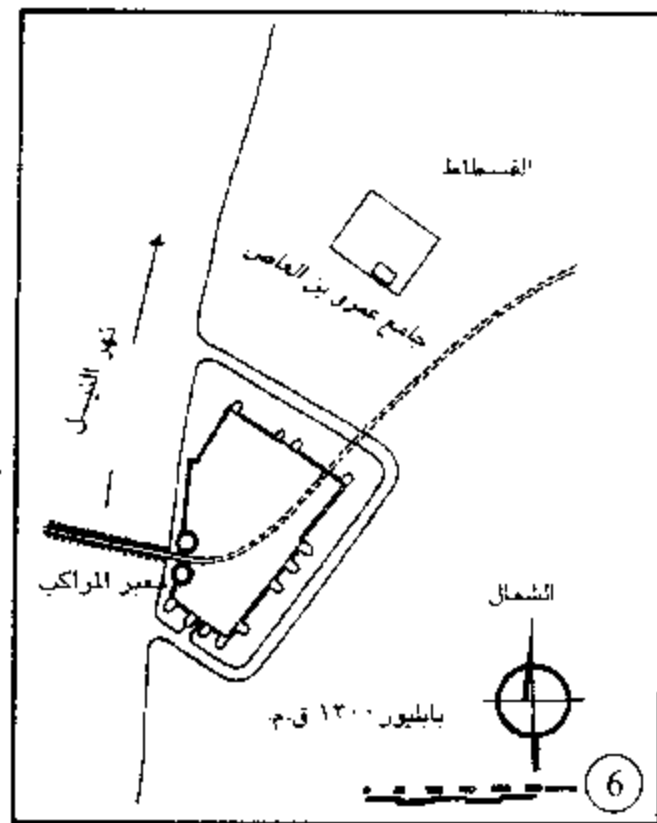 الفسطاط
جامع عمرو بن العاص
نهر النيل
معبر المراكب
الشمال
بابليون ١٣٠٠ ق.م.
6